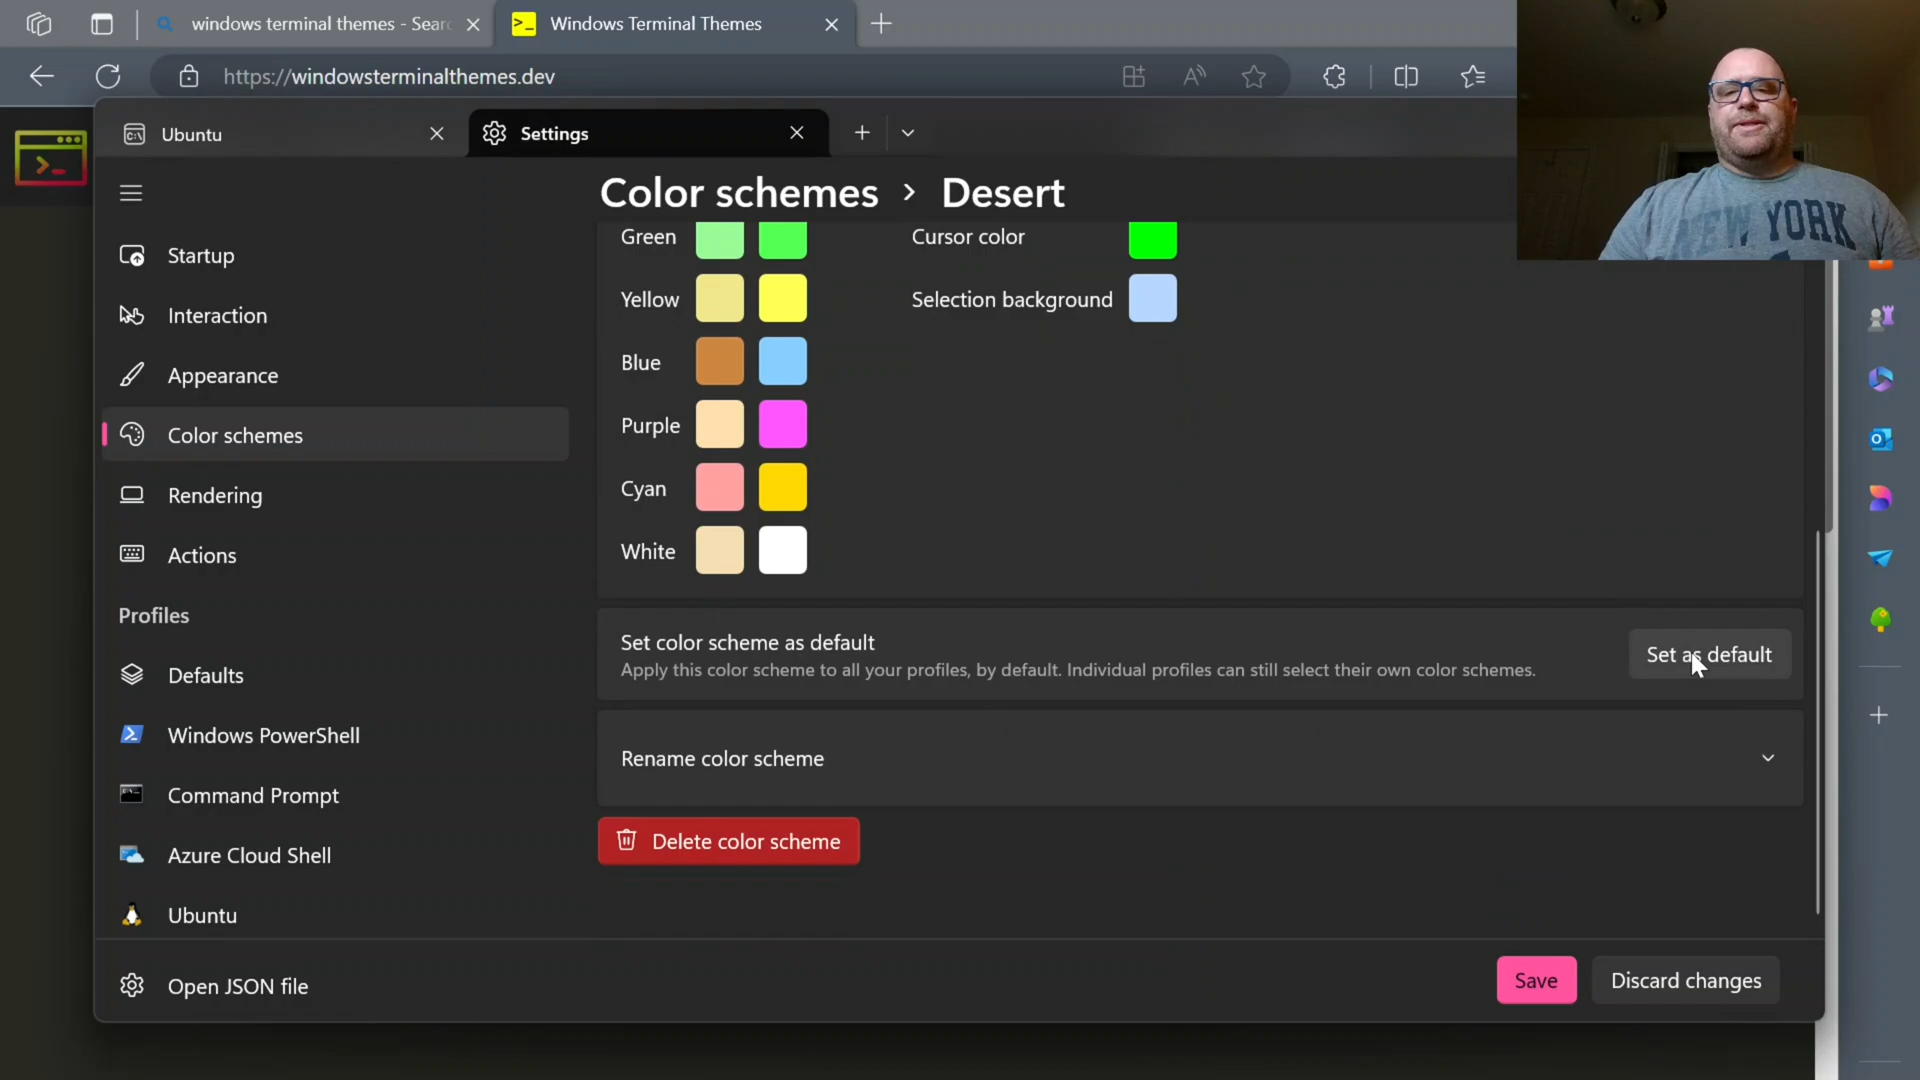 windows terminal themes - Sear
Windows Terminal Themes
https://windowsterminalthemes.dev
Ubuntu
Settings
Color schemes > Desert
Startup
Interaction
Appearance
Color schemes
Rendering
Actions
Profiles
Defaults
Windows PowerShell
Command Prompt
Azure Cloud Shell
Ubuntu
Open JSON file
Green
Cursor color
Yellow
Selection background
Blue
Purple
Cyan
White
Set color scheme as default
Apply this color scheme to all your profiles, by default. Individual profiles can still select their own color schemes.
Set as default
Rename color scheme
Delete color scheme
Save
Discard changes
NEW YORK